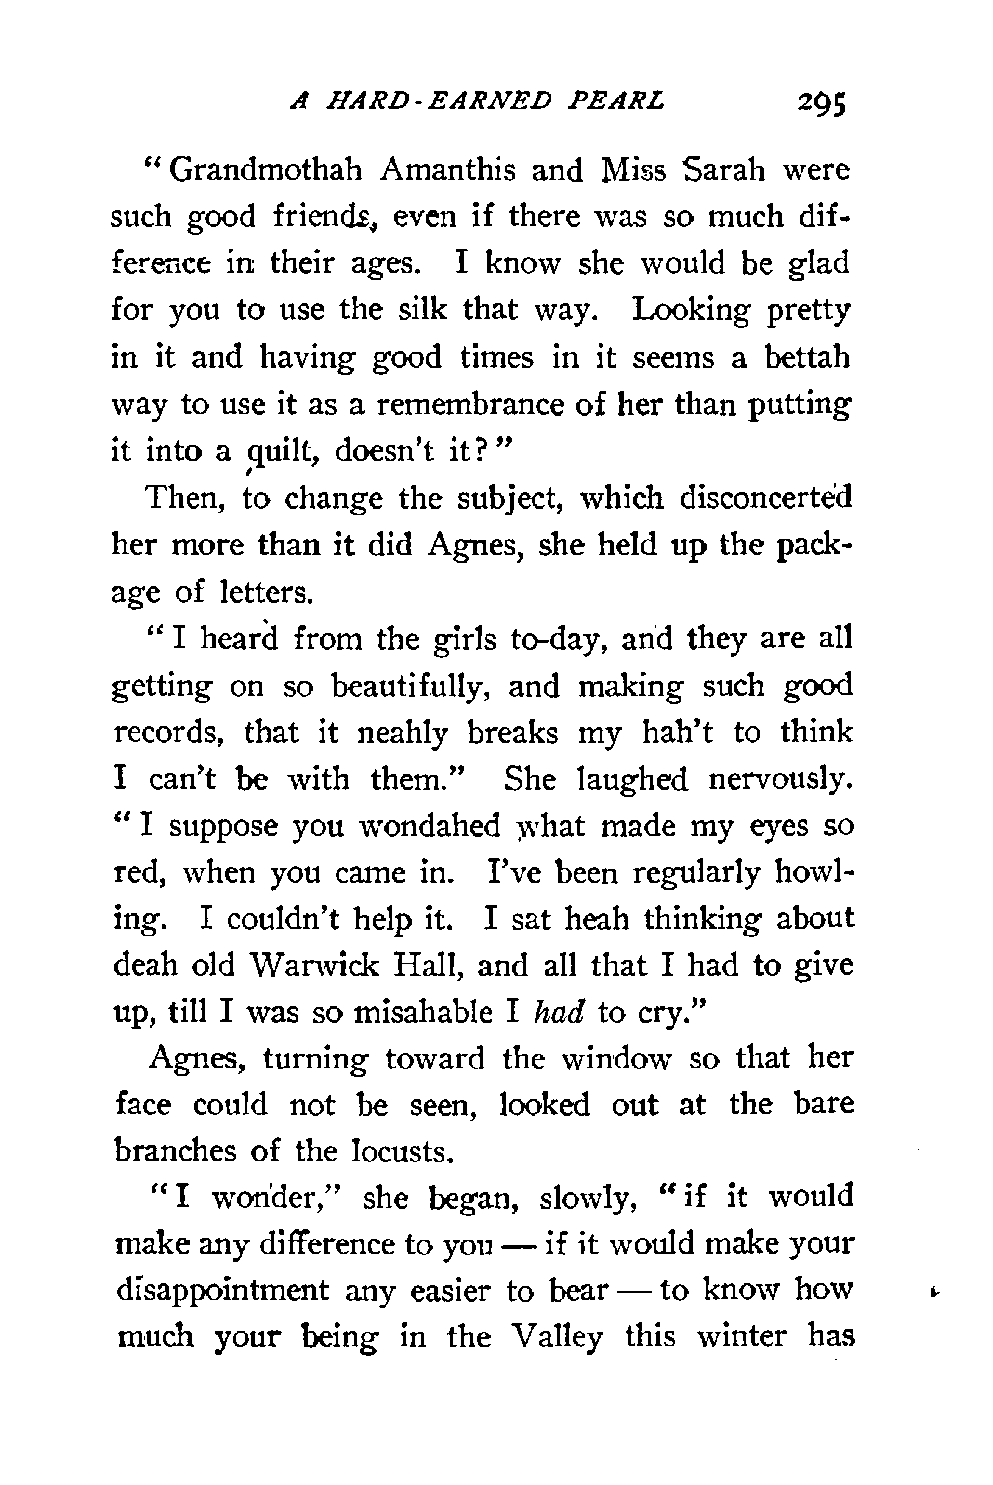 A HARD-EARNED PEARL 295
“Grandmothah Amanthis and Miss Sarah were
such good friends, even if there was so much dif-
ference in their ages. I know she would be glad
for you to use the silk that way. Looking pretty
in it and having good times in it seems a bettah
way to use it as a remembrance of her than putting
it into a quilt, doesn’t it?”
Then, to change the subject, which disconcerted
her more than it did Agnes, she held up the pack-
age of letters.
“I heard from the girls to-day, and they are all
getting on so beautifully, and making such good
records, that it neahly breaks my hah’t to think
I can’t be with them.” She laughed nervously.
“I suppose you wondahed what made my eyes so
red, when you came in. I’ve been regularly howl-
ing. I couldn’t help it. I sat heah thinking about
deah old Warwick Hall, and all that I had to give
up, till I was so misahable I had to cry.”
Agnes, turning toward the window so that her
face could not be seen, looked out at the bare
branches of the locusts.
“I wonder,” she began, slowly, “if it would
make any difference to you — if it would make your
disappointment any easier to bear — to know how
much your being in the Valley this winter has